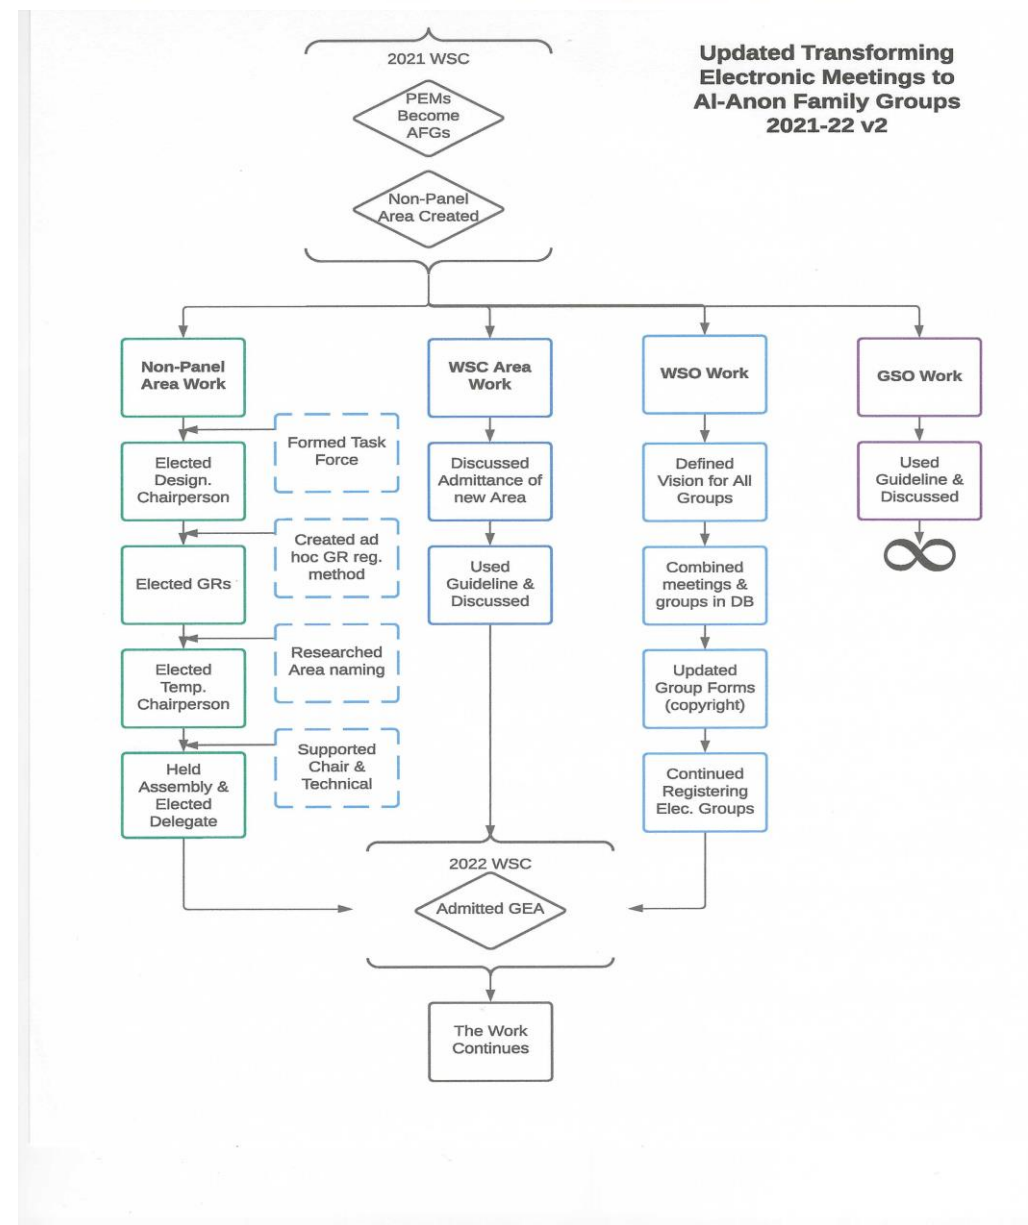 Updated Transforming
Electronic Meetings to
Al-Anon Family Groups
2021-22 v2
2021 WSC
PEMs
Become
AFGs
Non-Panel
Area Created
Non-Panel
Area Work
Formed Task
Force
Elected
Design.
Chairperson
Created ad
hoc GR reg.
method
Elected GRs
Researched
Area naming
Elected
Temp.
Chairperson
Supported
Chair &
Technical
Held
Assembly &
Elected
Delegate
WSC Area
Work
Discussed
Admittance of
new Area
Used
Guideline &
Discussed
WSO Work
Defined
Vision for All
Groups
Combined
meetings &
groups in DB
Updated
Group Forms
(copyright)
Continued
Registering
Elec. Groups
GSO Work
Used
Guideline &
Discussed
∞
2022 WSC
Admitted GEA
The Work
Continues